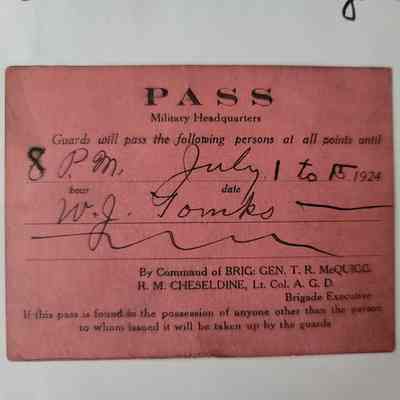 PASS
Military Headquarters
Guards will pass the following persons at all points until
8 P.M. July 1 to 15 1924
hour date
W. J. Tomks
By Command of BRIG: GEN. T. R. McQUIGG.
R. M. CHESELDINE, Lt. Col. A. G. D.
Brigade Executive
If this pass is found in the possession of anyone other than the person
to whom issued it will be taken up by the guards